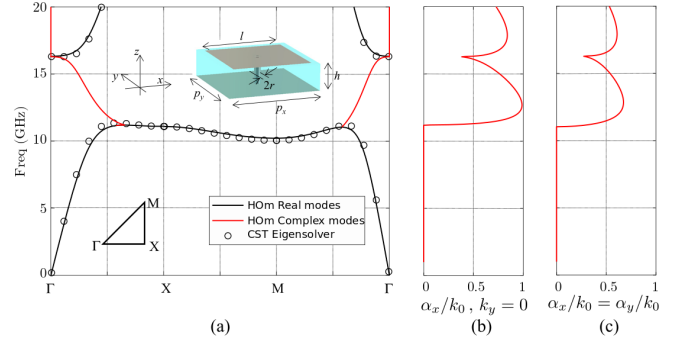 (a)
Freq (GHz)
20
15
10
5
0
Γ
X
M
Γ
z
y
x
l
h
2r
p_y
p_x
M
Γ
X
HOm Real modes
HOm Complex modes
CST Eigensolver
(a)
0
0.5
1
α_x/k_0 , k_y = 0
(b)
0
0.5
1
α_x/k_0 = α_y/k_0
(c)